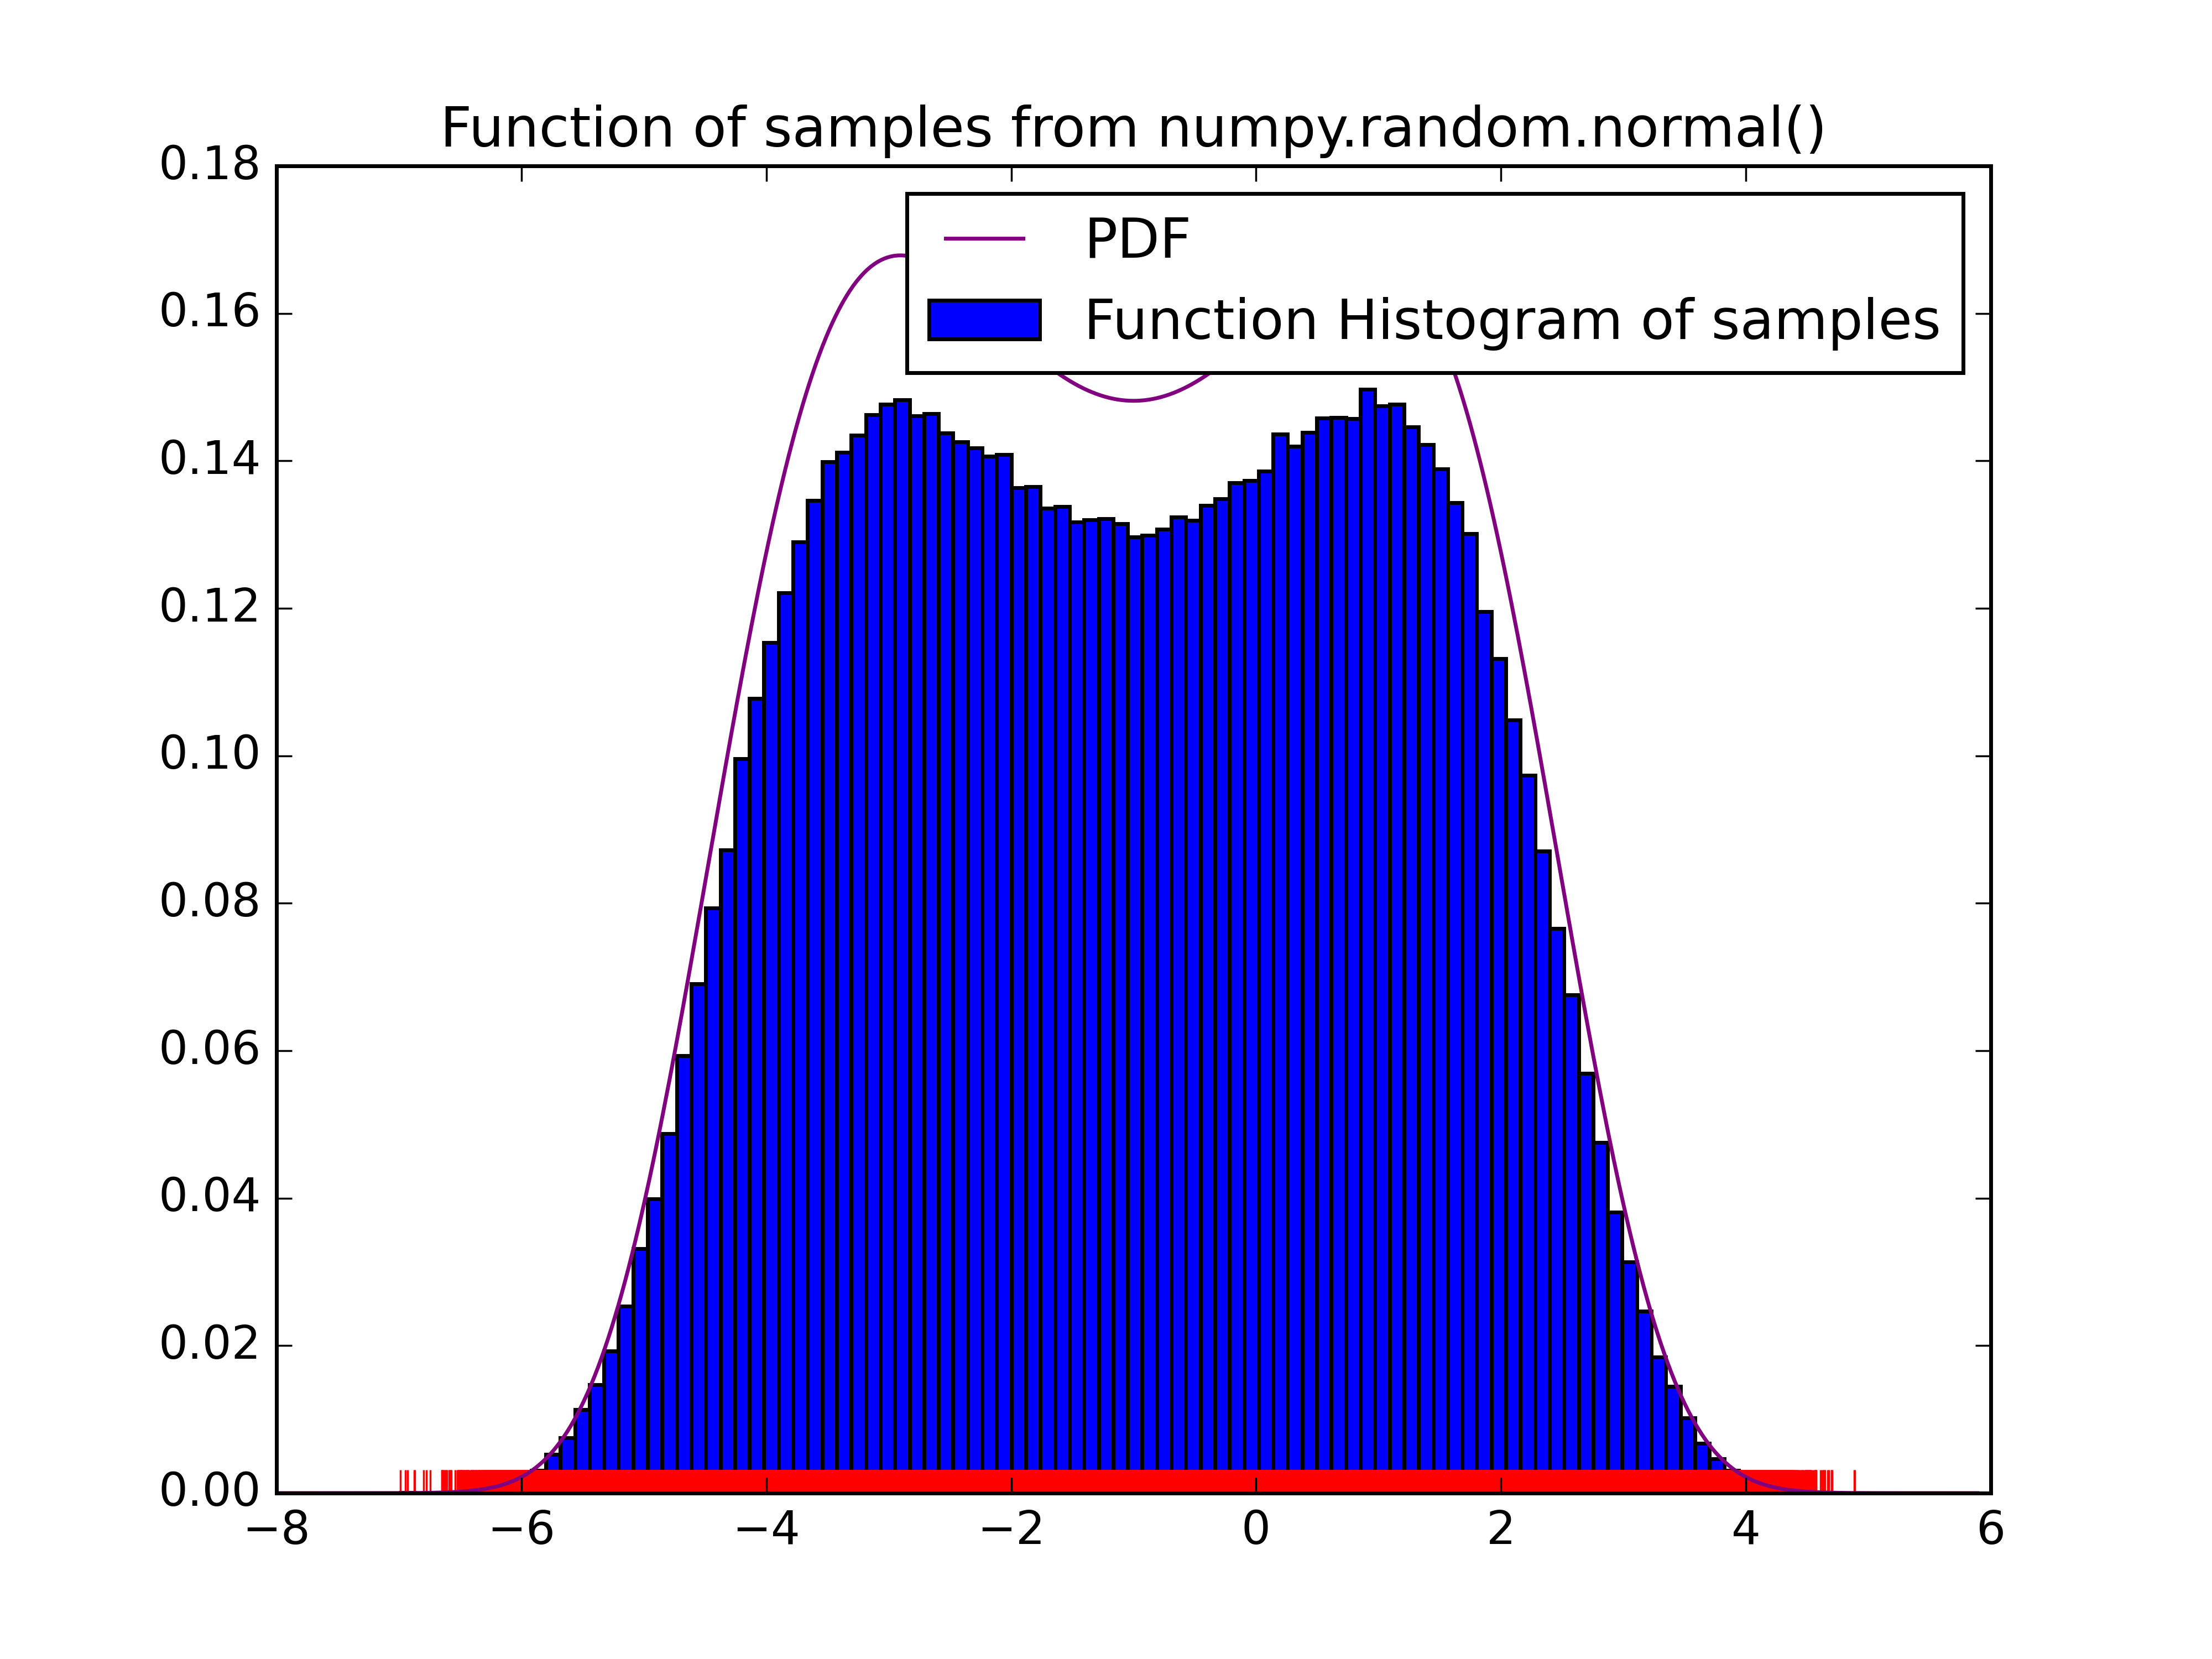 Function of samples from numpy.random.normal()
0.18
PDF
0.16
Function Histogram of samples
0.14
0.12
0.10
0.08
0.06
0.04
0.02
0.00
−8 −6 −4 −2 0 2 4 6